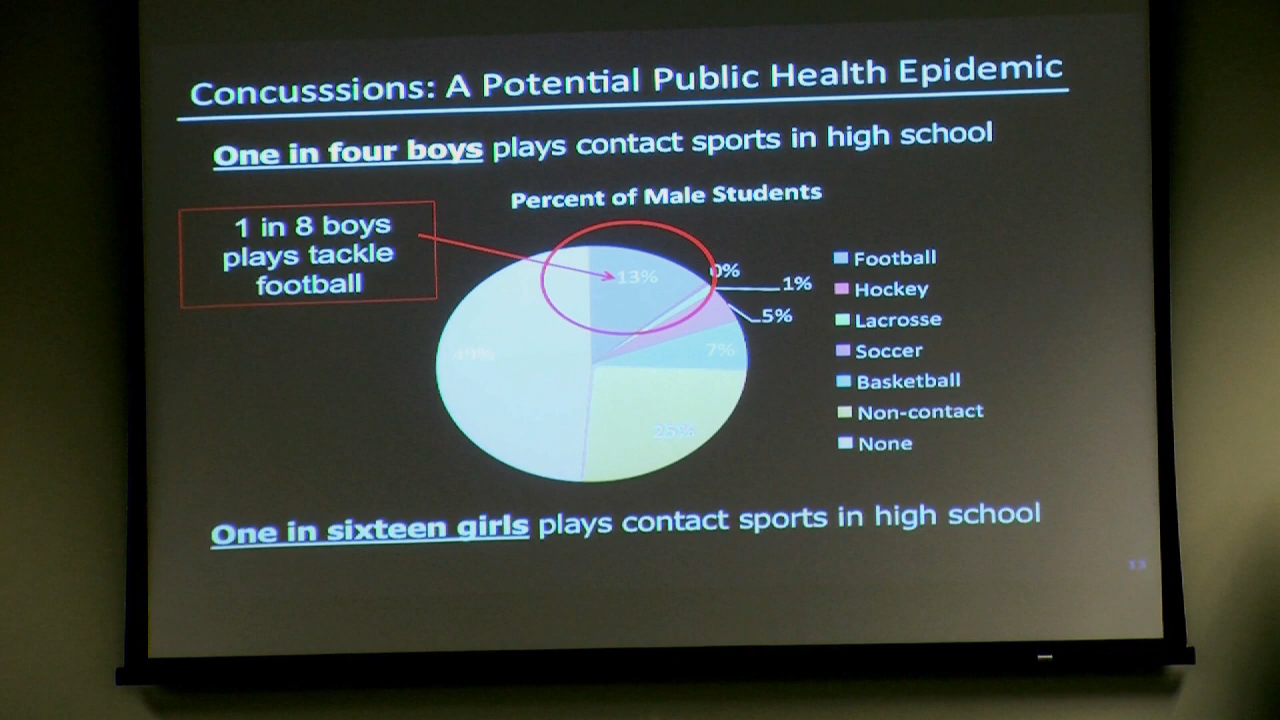 Concusssions: A Potential Public Health Epidemic
One in four boys plays contact sports in high school
Percent of Male Students
1 in 8 boys
plays tackle
football
13%
0%
1%
5%
7%
25%
49%
Football
Hockey
Lacrosse
Soccer
Basketball
Non-contact
None
One in sixteen girls plays contact sports in high school
13